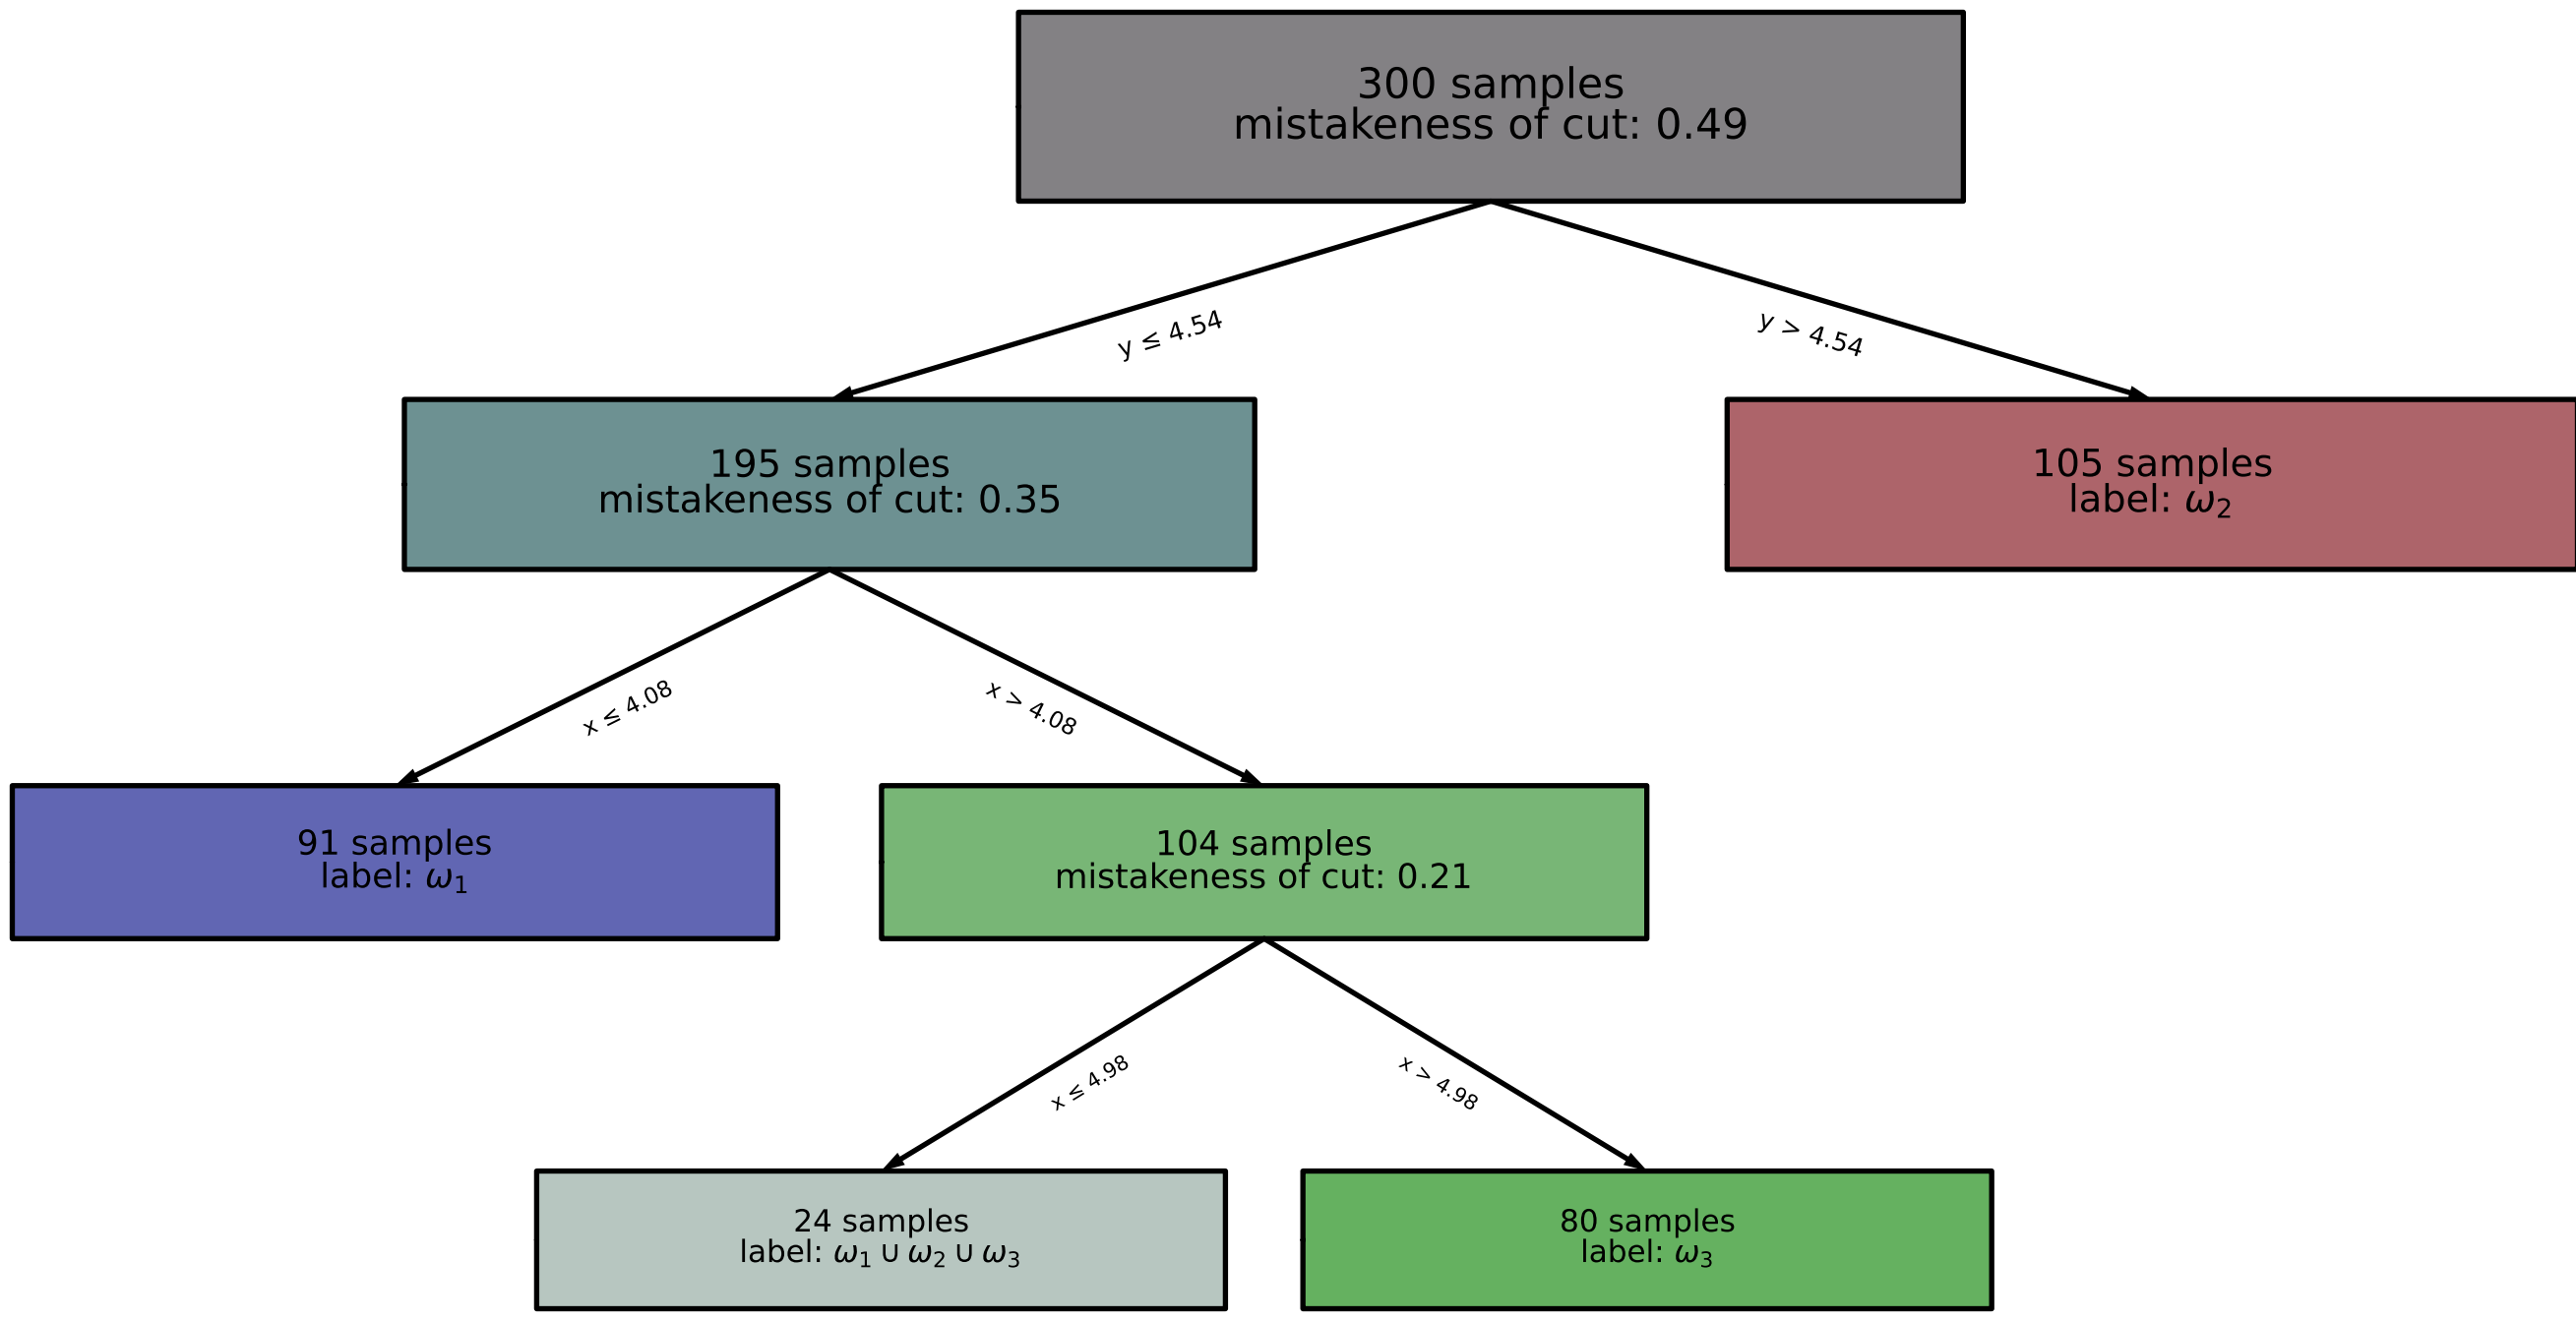 300 samples
mistakeness of cut: 0.49
y ≤ 4.54
y > 4.54
195 samples
mistakeness of cut: 0.35
105 samples
label: ω₂
x ≤ 4.08
x > 4.08
91 samples
label: ω₁
104 samples
mistakeness of cut: 0.21
x ≤ 4.98
x > 4.98
24 samples
label: ω₁ ∪ ω₂ ∪ ω₃
80 samples
label: ω₃